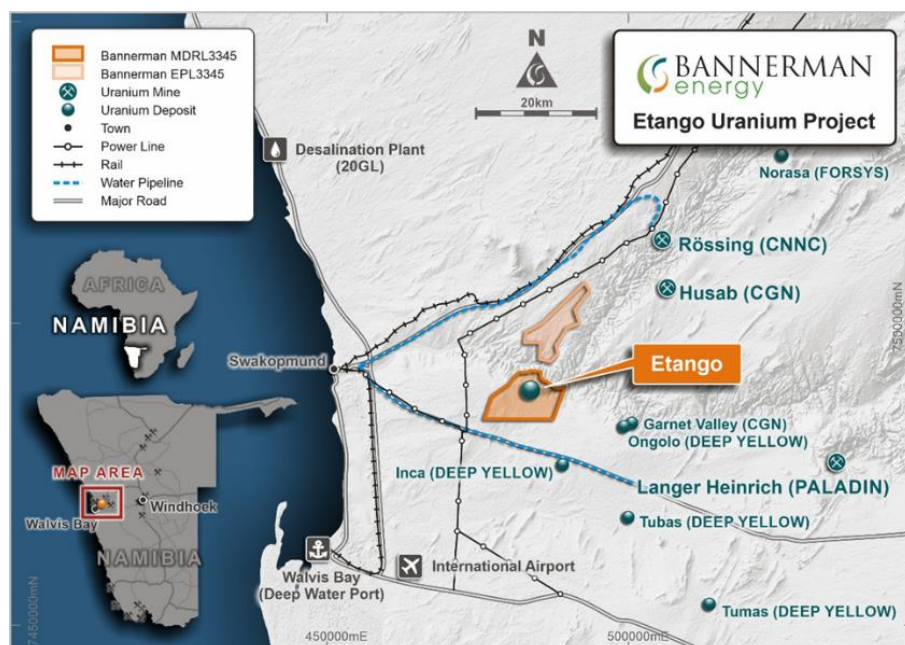 Bannerman MDRL3345
Bannerman EPL3345
Uranium Mine
Uranium Deposit
Town
Power Line
Rail
Water Pipeline
Major Road
N
20km
BANNERMAN
energy
Etango Uranium Project
Desalination Plant
(20GL)
Norasa (FORSYS)
Rössing (CNNC)
Husab (CGN)
AFRICA
NAMIBIA
Swakopmund
Etango
7500000mN
Garnet Valley (CGN)
Ongolo (DEEP YELLOW)
Inca (DEEP YELLOW)
Langer Heinrich (PALADIN)
MAP AREA
Windhoek
Walvis Bay
NAMIBIA
Tubas (DEEP YELLOW)
Walvis Bay
(Deep Water Port)
International Airport
Tumas (DEEP YELLOW)
7450000mN
450000mE
500000mE